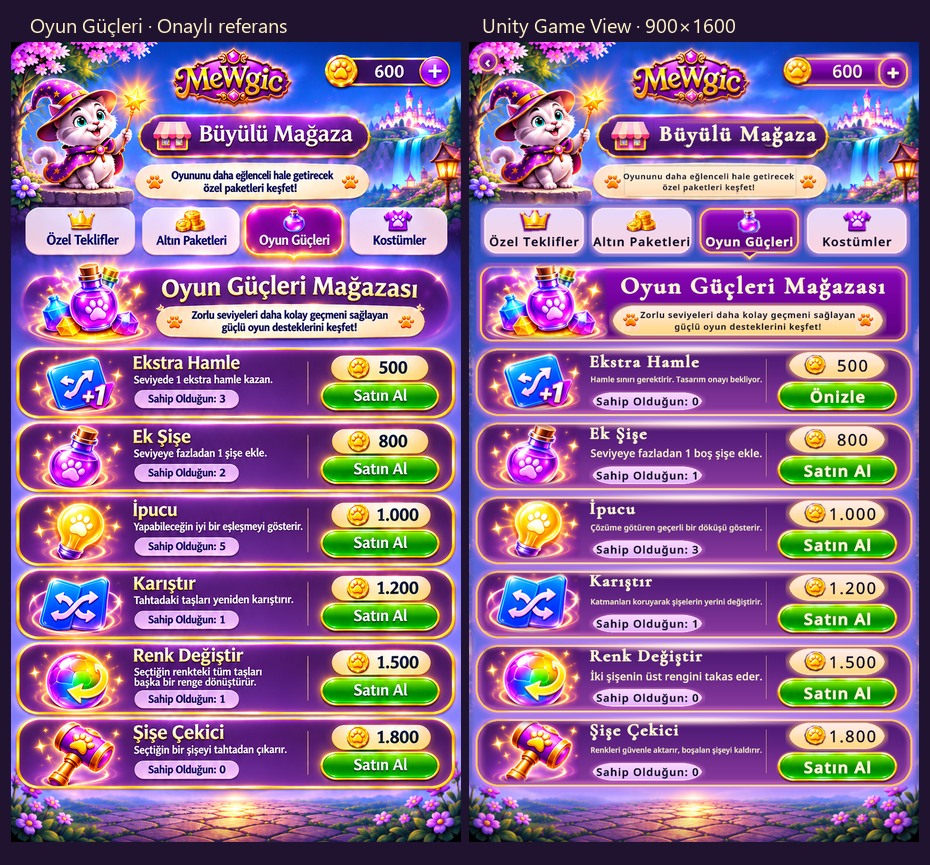 Oyun Güçleri · Onaylı referans
MeWgic
600
Büyülü Mağaza
Oyununu daha eğlenceli hale getirecek
özel paketleri keşfet!
Özel Teklifler
Altın Paketleri
Oyun Güçleri
Kostümler
Oyun Güçleri Mağazası
Zorlu seviyeleri daha kolay geçmeni sağlayan
güçlü oyun desteklerini keşfet!
Ekstra Hamle
Seviyede 1 ekstra hamle kazan.
Sahip Olduğun: 3
+1
500
Satın Al
Ek Şişe
Seviyeye fazladan 1 şişe ekle.
Sahip Olduğun: 2
800
Satın Al
İpucu
Yapabileceğin iyi bir eşleşmeyi gösterir.
Sahip Olduğun: 5
1.000
Satın Al
Karıştır
Tahtadaki taşları yeniden karıştırır.
Sahip Olduğun: 1
1.200
Satın Al
Renk Değiştir
Seçtiğin renkteki tüm taşları
başka bir renge dönüştürür.
Sahip Olduğun: 1
1.500
Satın Al
Şişe Çekici
Seçtiğin bir şişeyi tahtadan çıkarır.
Sahip Olduğun: 0
1.800
Satın Al
Unity Game View · 900×1600
MeWgic
600
Büyülü Mağaza
Oyununu daha eğlenceli hale getirecek
özel paketleri keşfet!
Özel Teklifler
Altın Paketleri
Oyun Güçleri
Kostümler
Oyun Güçleri Mağazası
Zorlu seviyeleri daha kolay geçmeni sağlayan
güçlü oyun desteklerini keşfet!
Ekstra Hamle
Hamle sınırı gerektirir. Tasarım onayı bekliyor.
Sahip Olduğun: 0
+1
500
Önizle
Ek Şişe
Seviyeye fazladan 1 boş şişe ekle.
Sahip Olduğun: 1
800
Satın Al
İpucu
Çözüme götüren geçerli bir döküşü gösterir.
Sahip Olduğun: 3
1.000
Satın Al
Karıştır
Katmanları koruyarak şişelerin yerini değiştirir.
Sahip Olduğun: 1
1.200
Satın Al
Renk Değiştir
İki şişenin üst rengini takas eder.
Sahip Olduğun: 0
1.500
Satın Al
Şişe Çekici
Renkleri güvenle aktarır, boşalan şişeyi kaldırır.
Sahip Olduğun: 0
1.800
Satın Al